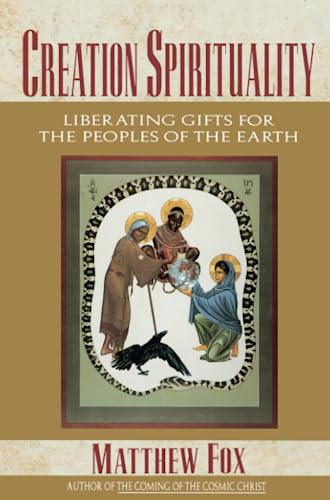 CREATION SPIRITUALITY
LIBERATING GIFTS FOR
THE PEOPLES OF THE EARTH
MATTHEW FOX
AUTHOR OF THE COMING OF THE COSMIC CHRIST